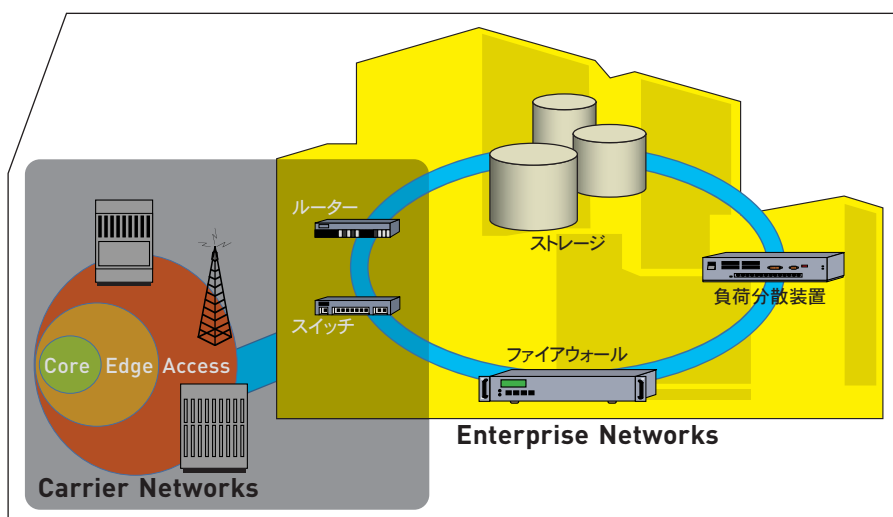 ルーター
ストレージ
負荷分散装置
スイッチ
ファイアウォール
Core
Edge
Access
Enterprise Networks
Carrier Networks